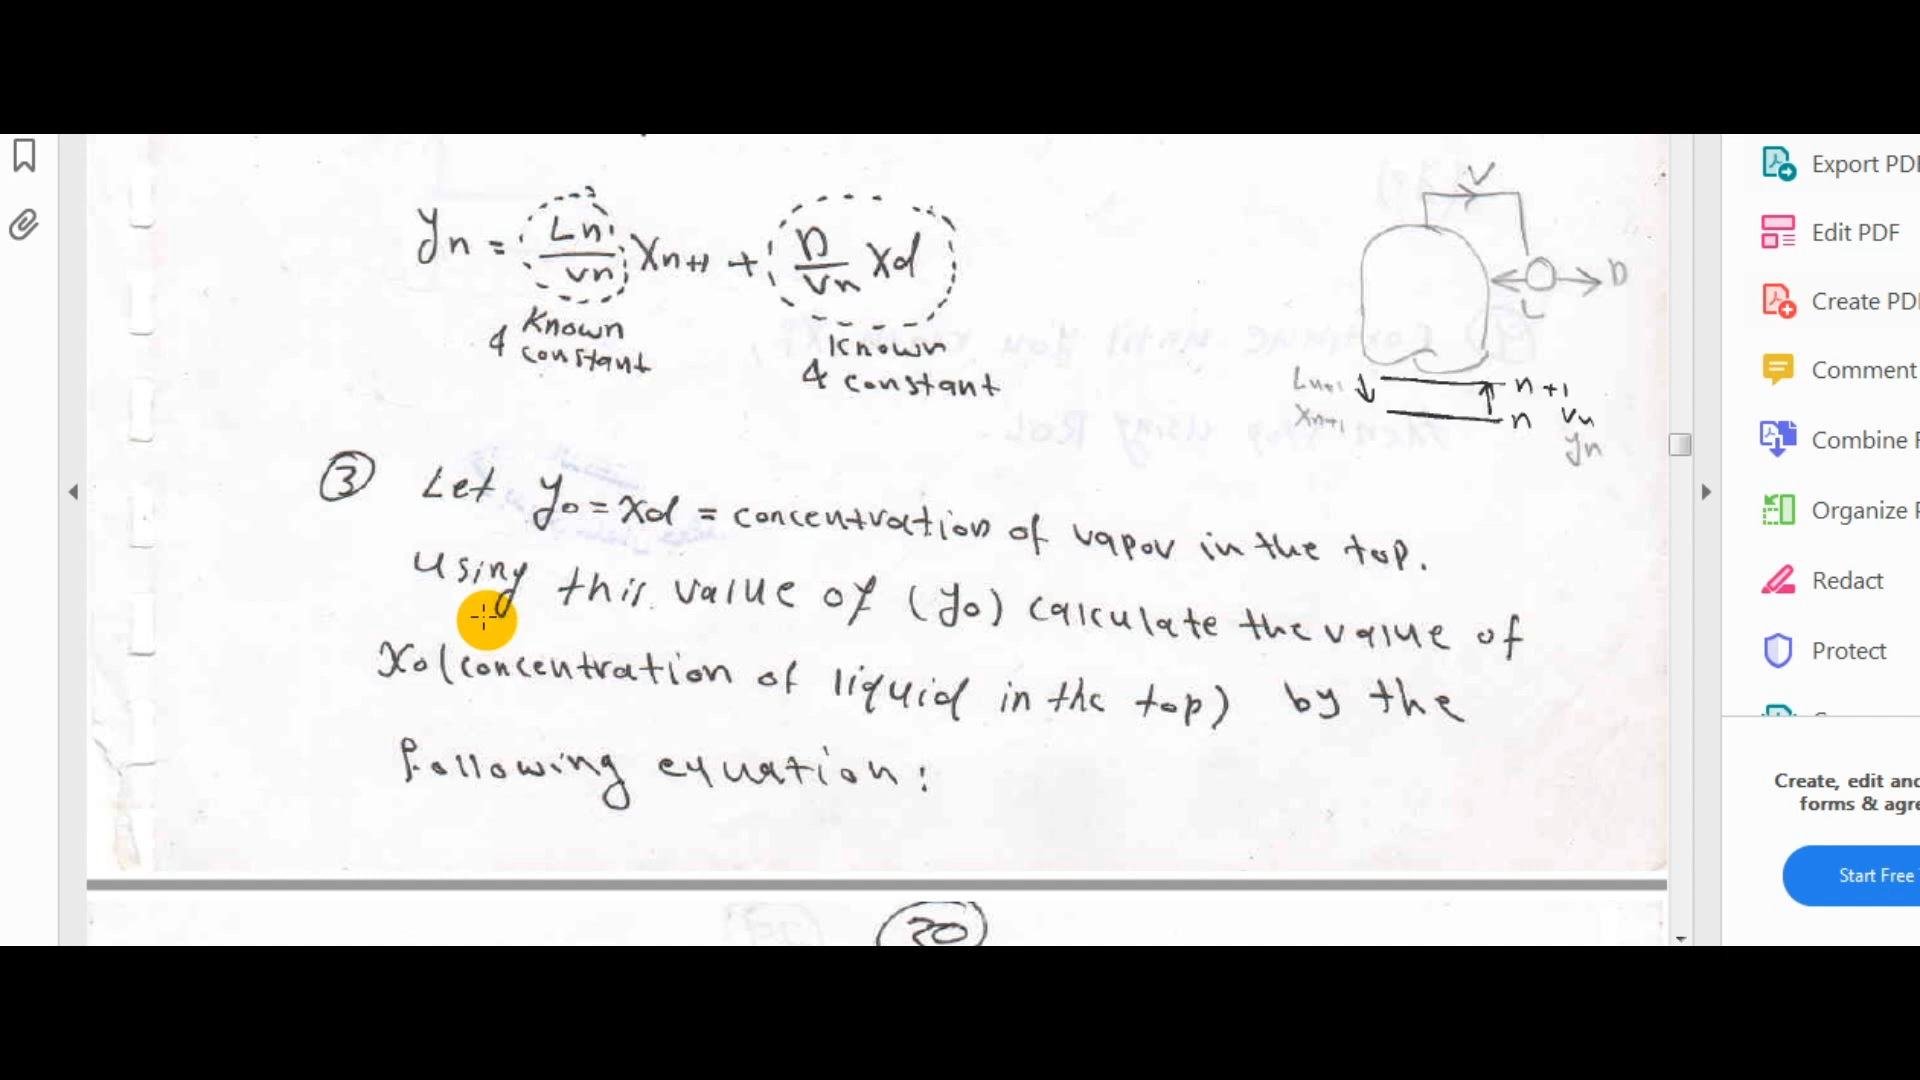 yn = Ln/vn Xn+1 + D/vn Xd
Known
& constant
Known
& constant
V
L
D
Ln+1
Xn+1
n+1
n
Vn
yn
③ Let yo = Xd = concentration of vapor in the top.
Using this value of (yo) calculate the value of
Xo (concentration of liquid in the top) by the
following equation:
20
Export PDF
Edit PDF
Create PDF
Comment
Combine F
Organize P
Redact
Protect
Create, edit and
forms & agre
Start Free